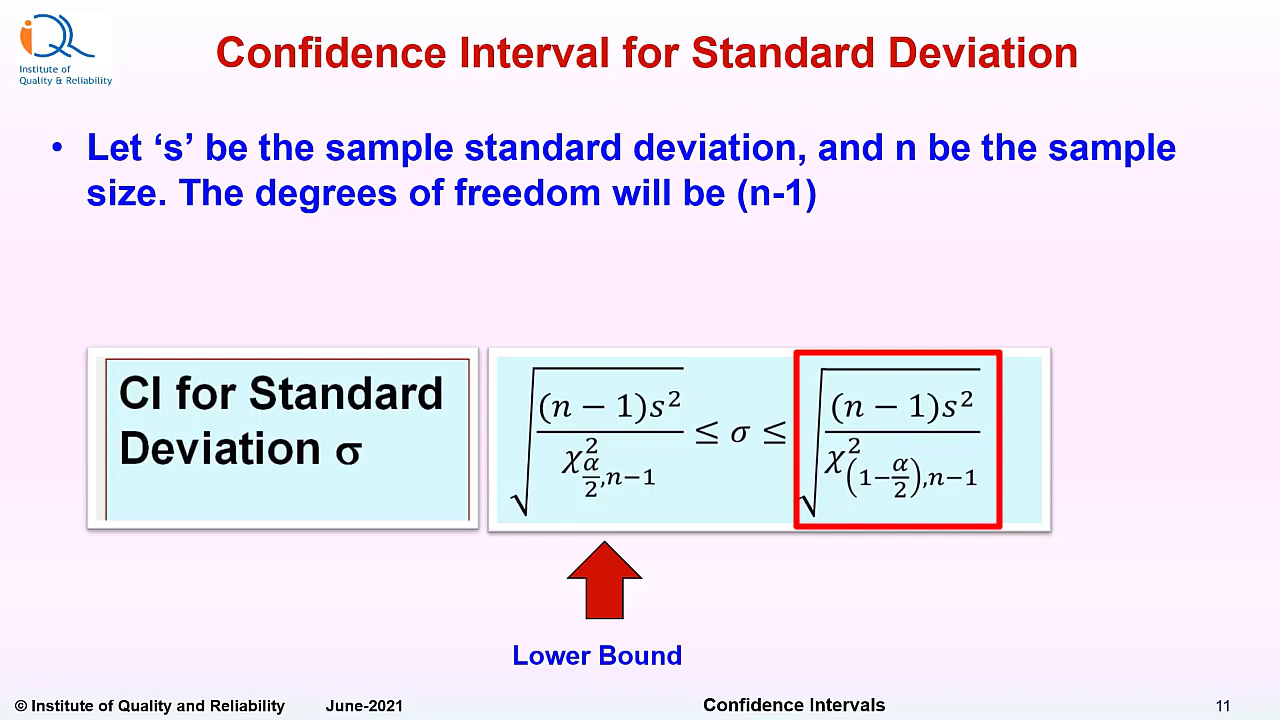 iQR
Institute of
Quality & Reliability
Confidence Interval for Standard Deviation
• Let ‘s’ be the sample standard deviation, and n be the sample
size. The degrees of freedom will be (n-1)
CI for Standard
Deviation σ
√((n − 1)s² / χ²_{α/2, n−1}) ≤ σ ≤ √((n − 1)s² / χ²_{(1−α/2), n−1})
Lower Bound
© Institute of Quality and Reliability June-2021 Confidence Intervals 11